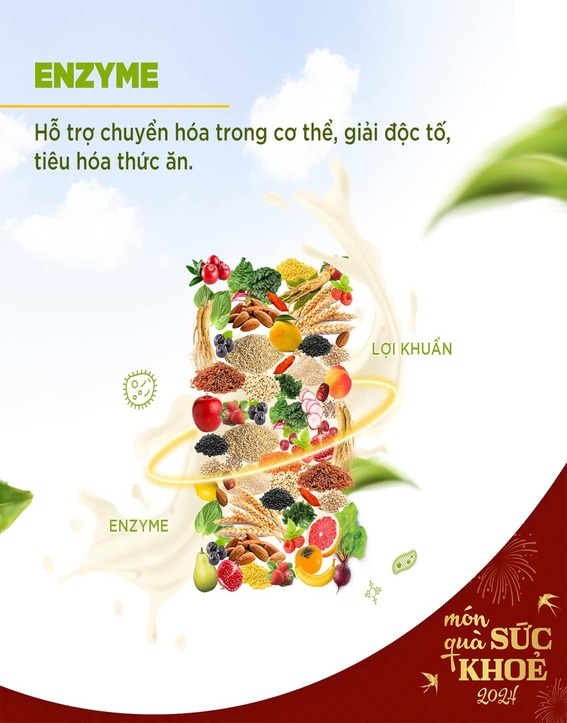 ENZYME
Hỗ trợ chuyển hóa trong cơ thể, giải độc tố,
tiêu hóa thức ăn.
LỢI KHUẨN
ENZYME
món
quà SỨC
KHOẺ
2024